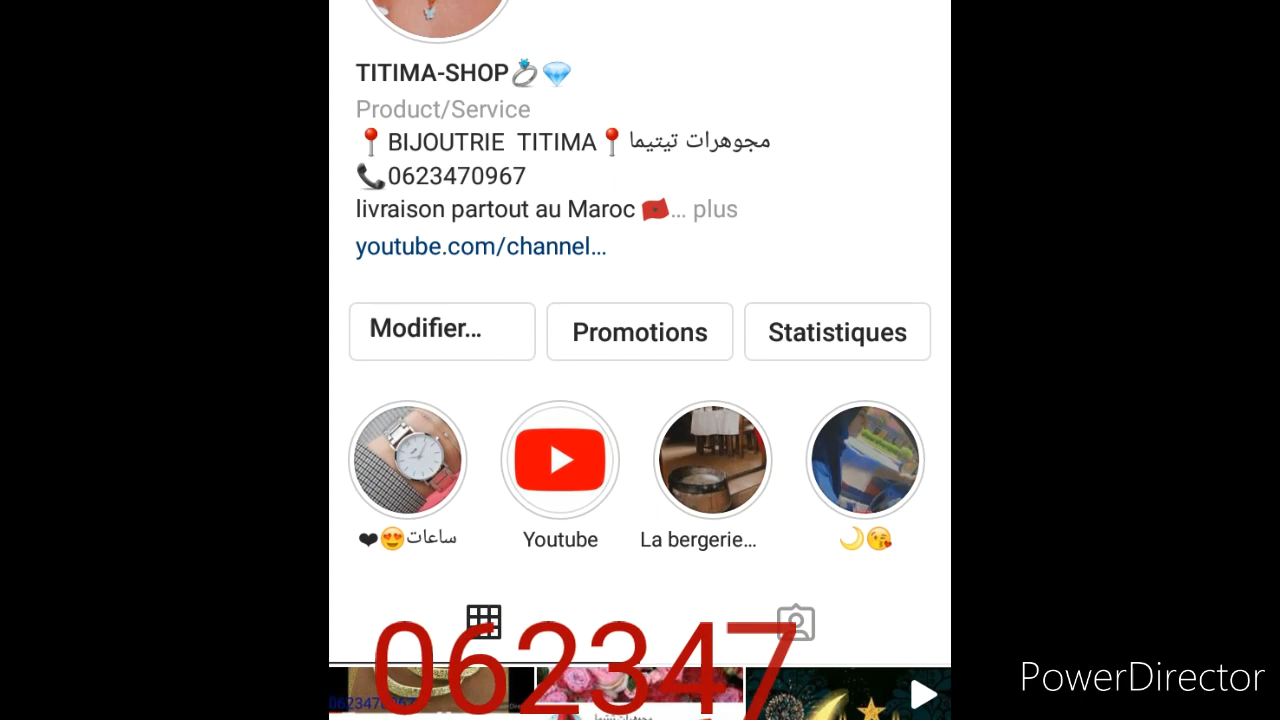 TITIMA-SHOP💍💎
Product/Service
📍BIJOUTRIE TITIMA📍مجوهرات تيتيما
📞0623470967
livraison partout au Maroc 🇲🇦... plus
youtube.com/channel...
Modifier...
Promotions
Statistiques
❤😍ساعات
Youtube
La bergerie...
🌙😘
062347
PowerDirector